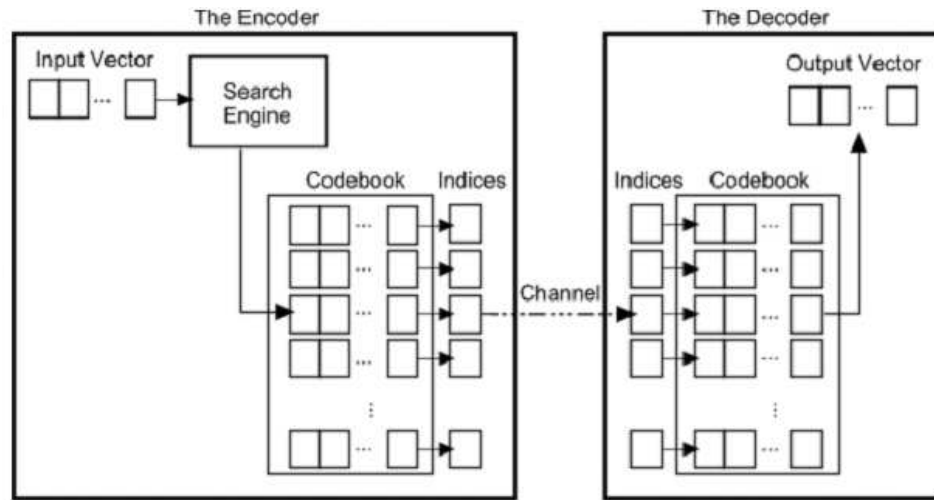 The Encoder
The Decoder
Input Vector
...
Search
Engine
Codebook
Indices
...
...
...
...
...
...
Channel
Output Vector
...
Indices
Codebook
...
...
...
...
...
...